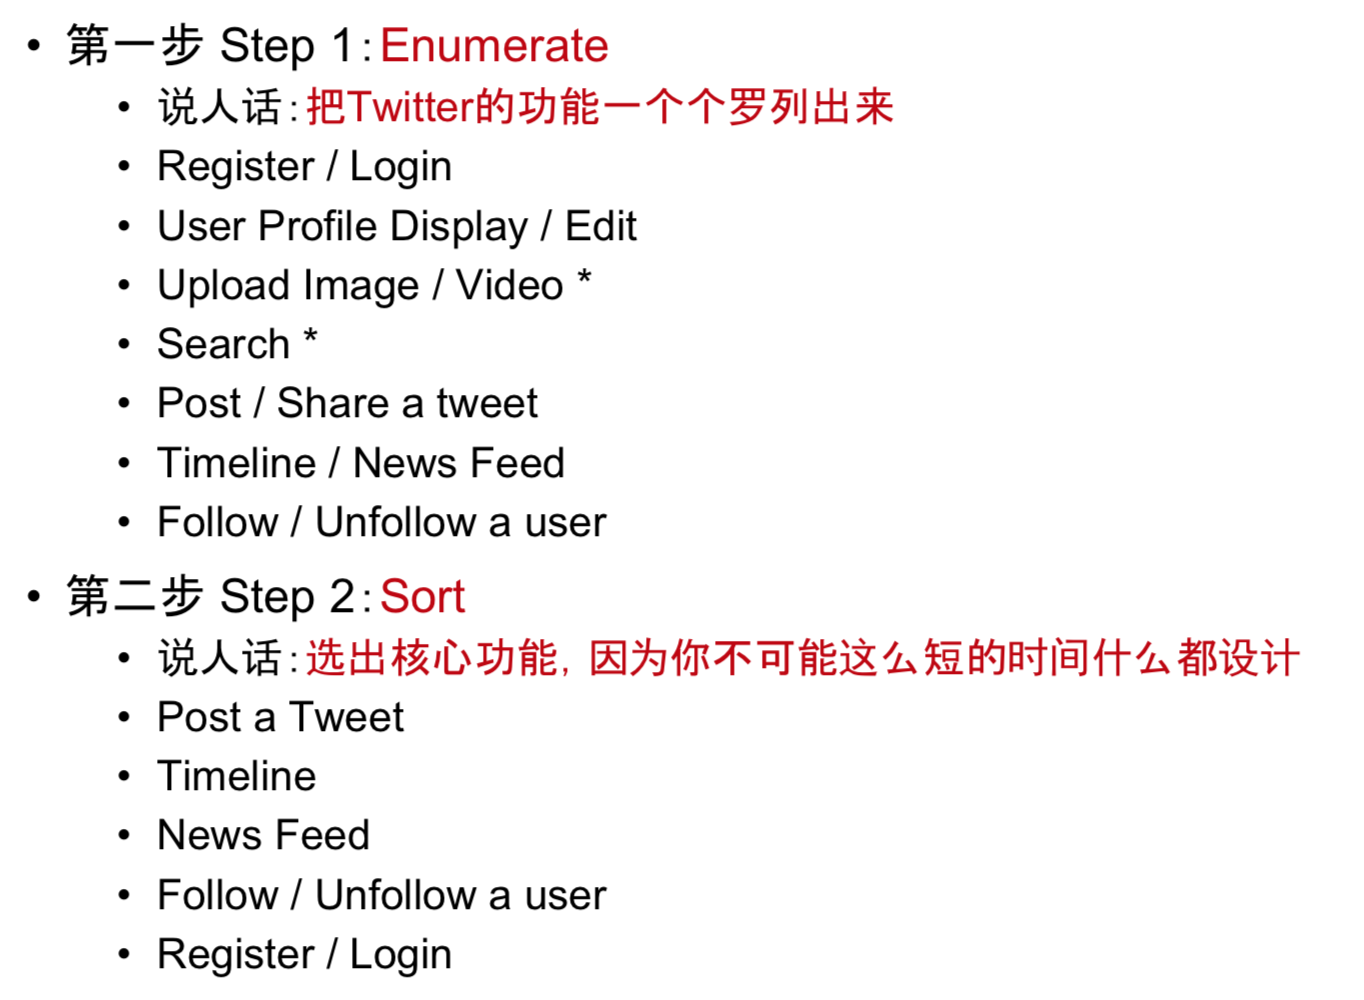 • 第一步 Step 1：Enumerate
• 说人话：把Twitter的功能一个个罗列出来
• Register / Login
• User Profile Display / Edit
• Upload Image / Video *
• Search *
• Post / Share a tweet
• Timeline / News Feed
• Follow / Unfollow a user
• 第二步 Step 2：Sort
• 说人话：选出核心功能，因为你不可能这么短的时间什么都设计
• Post a Tweet
• Timeline
• News Feed
• Follow / Unfollow a user
• Register / Login